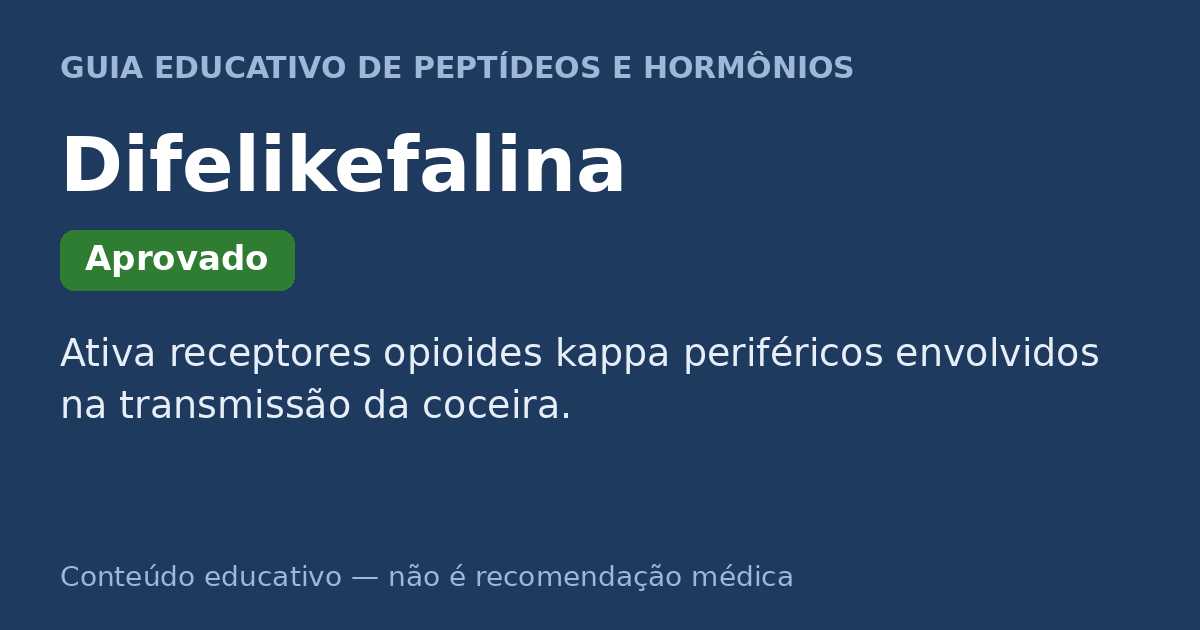 GUIA EDUCATIVO DE PEPTÍDEOS E HORMÔNIOS
Difelikefalina
Aprovado
Ativa receptores opioides kappa periféricos envolvidos
na transmissão da coceira.
Conteúdo educativo — não é recomendação médica